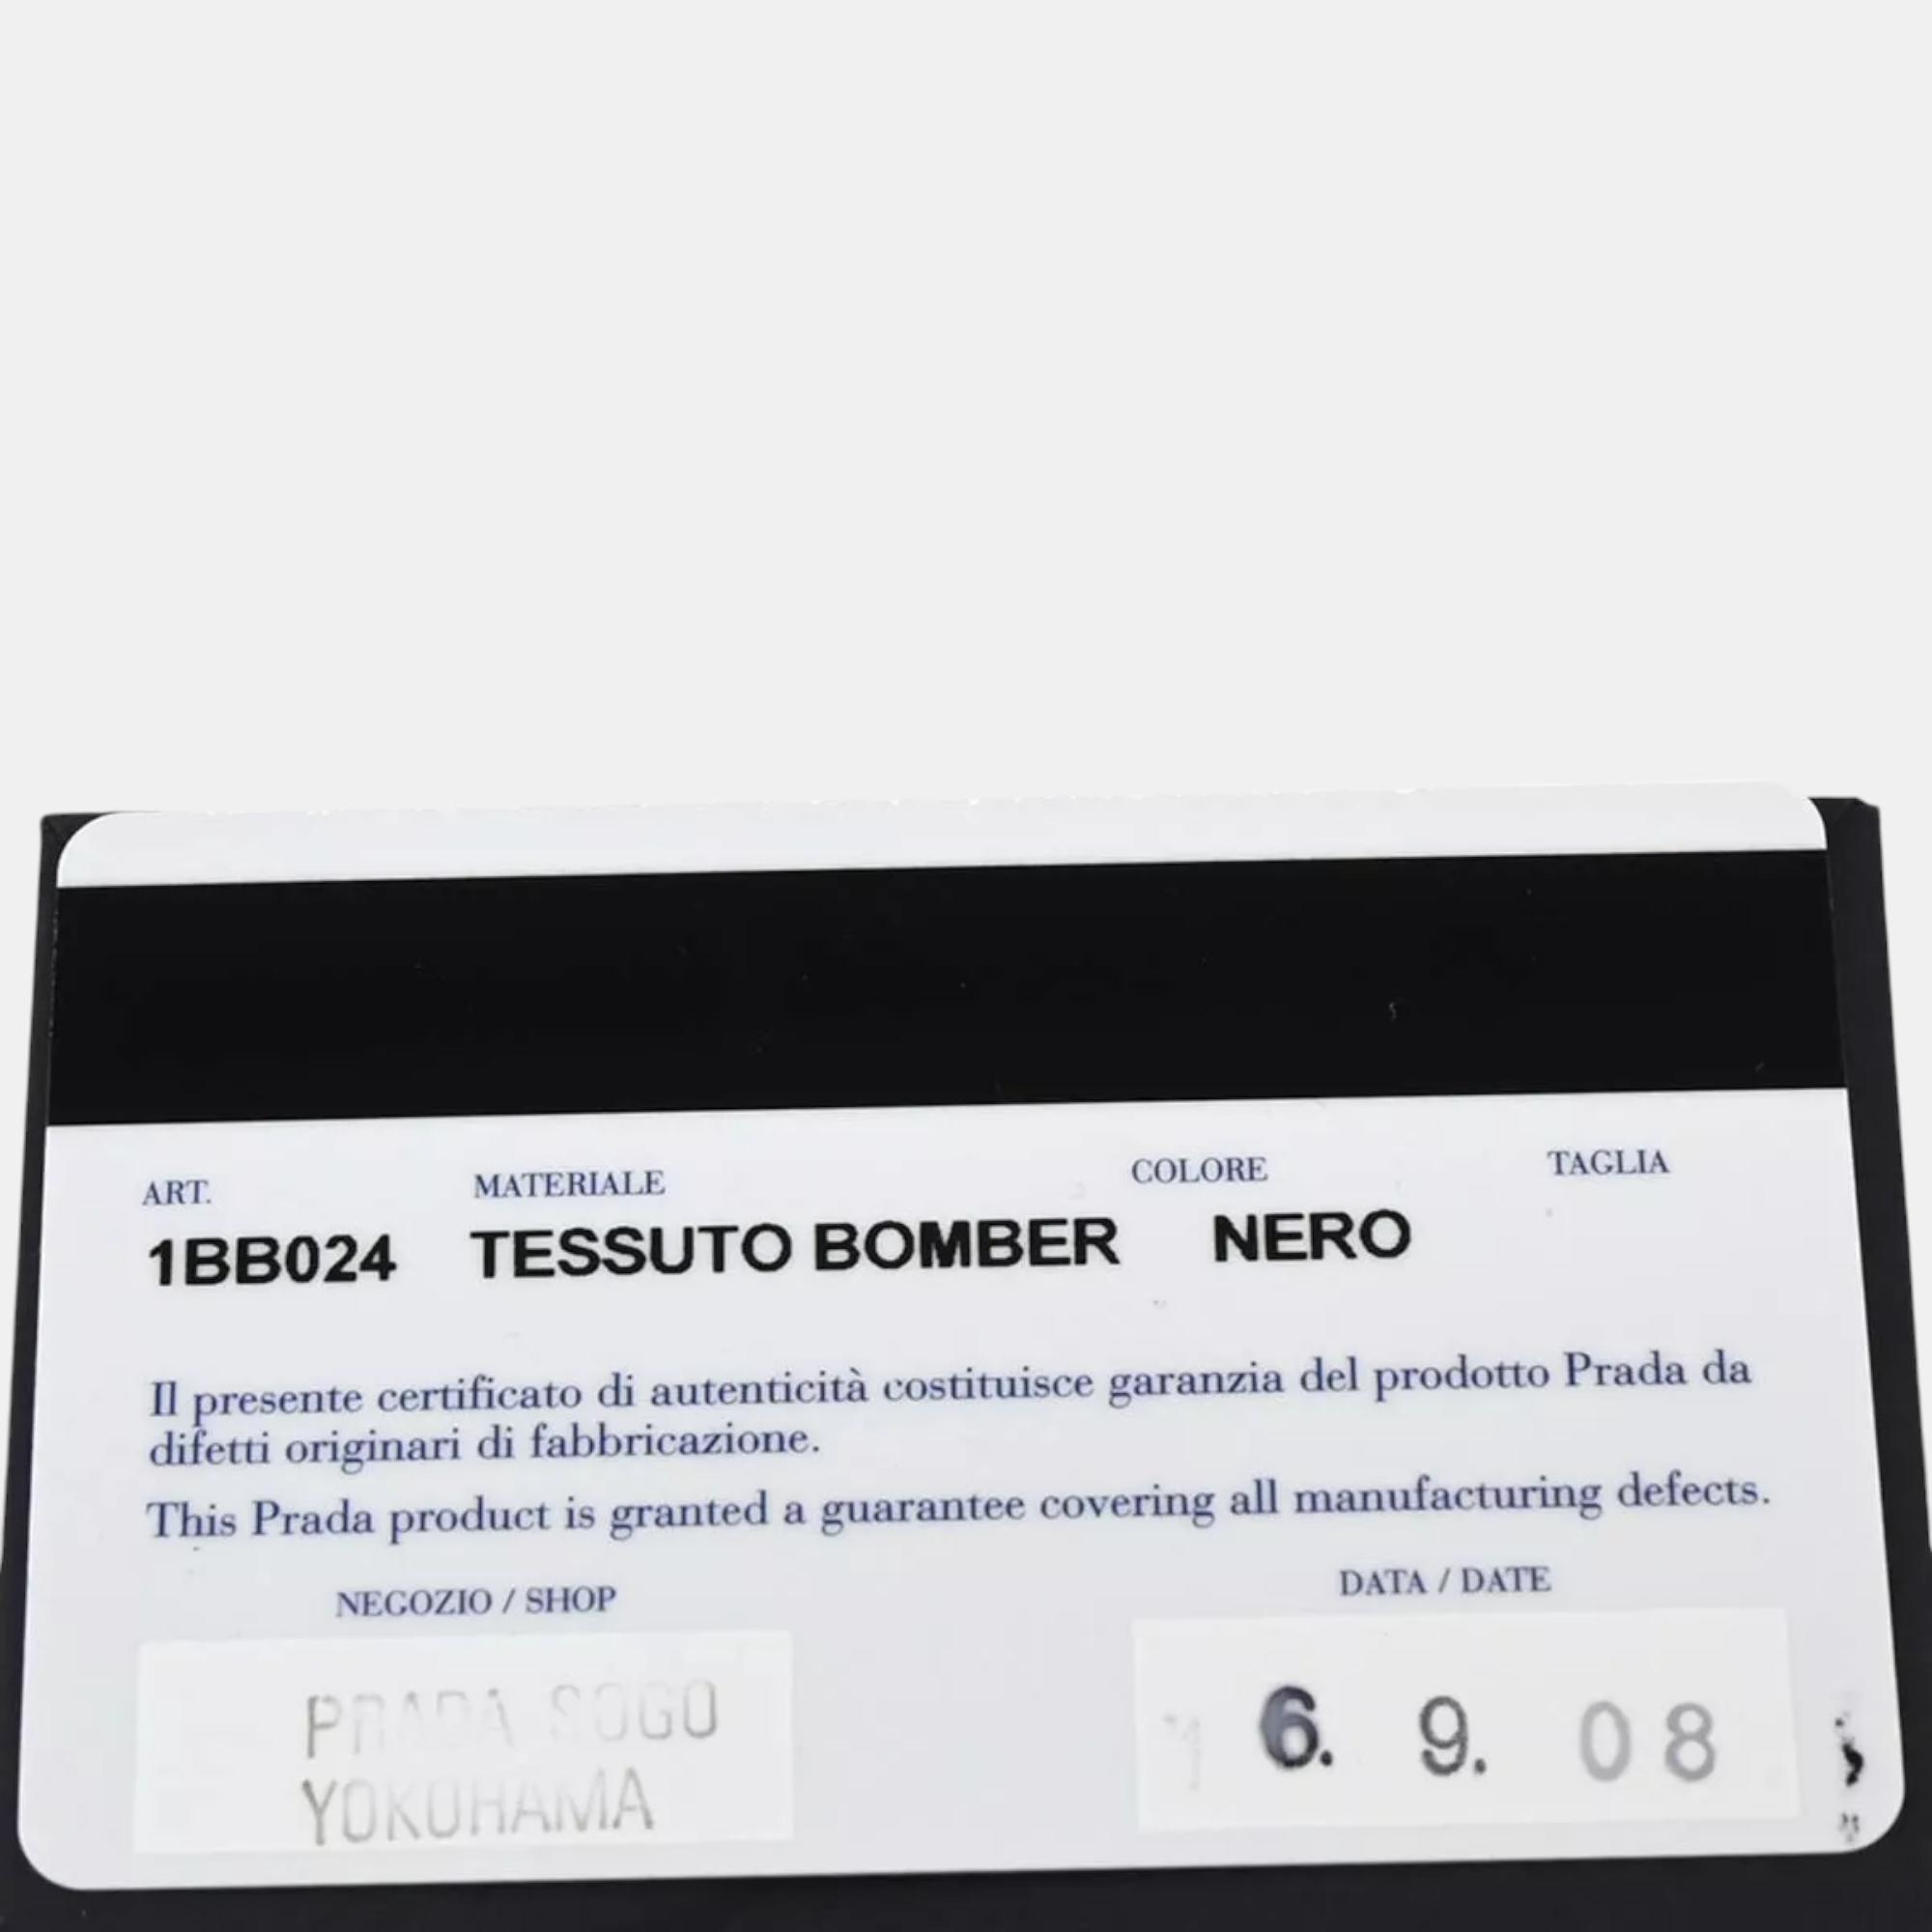 ART. MATERIALE COLORE TAGLIA
1BB024 TESSUTO BOMBER NERO
Il presente certificato di autenticità costituisce garanzia del prodotto Prada da
difetti originari di fabbricazione.
This Prada product is granted a guarantee covering all manufacturing defects.
NEGOZIO / SHOP DATA / DATE
PRADA SOGO
YOKOHAMA
6. 9. 08